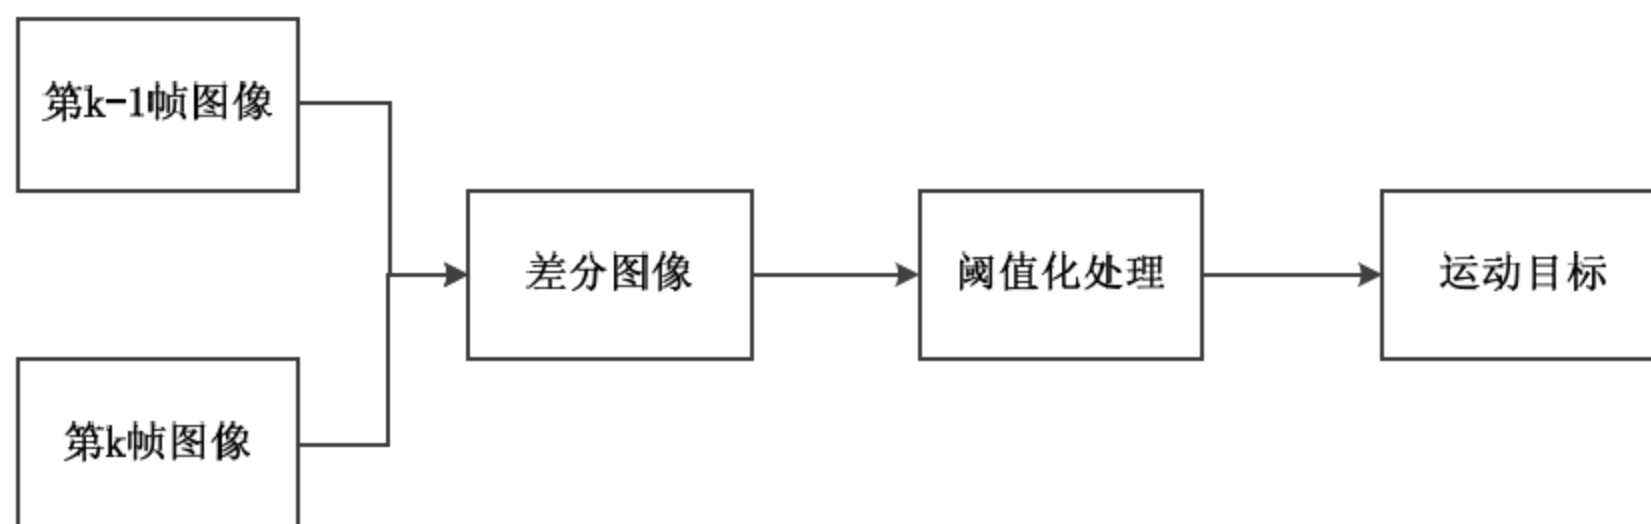 第k-1帧图像
差分图像
阈值化处理
运动目标
第k帧图像